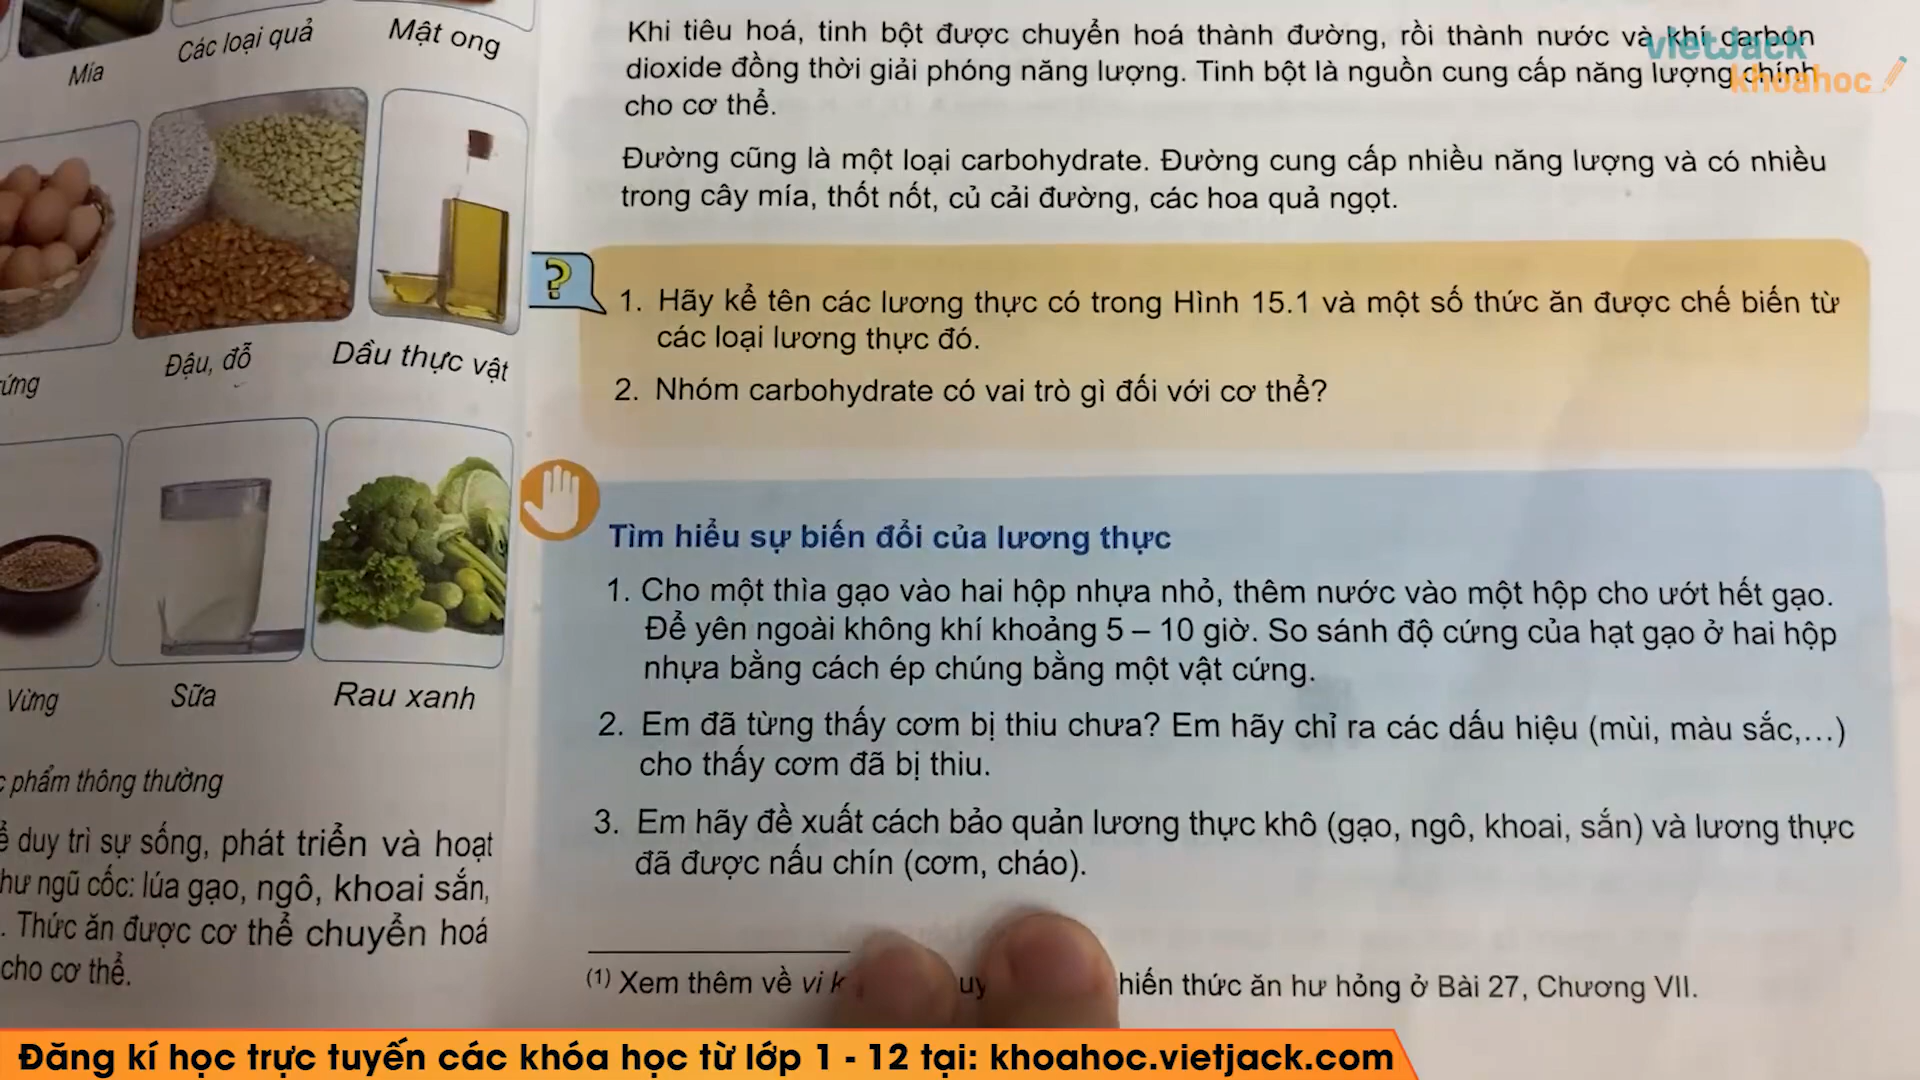 Mía
Các loại quả
Mật ong
Đậu, đỗ
Dầu thực vật
Vừng
Sữa
Rau xanh
phẩm thông thường
duy trì sự sống, phát triển và hoạt
ngũ cốc: lúa gạo, ngô, khoai sắn,
. Thức ăn được cơ thể chuyển hoá
cho cơ thể.
Khi tiêu hoá, tinh bột được chuyển hoá thành đường, rồi thành nước và khí carbon
dioxide đồng thời giải phóng năng lượng. Tinh bột là nguồn cung cấp năng lượng chính
cho cơ thể.
Đường cũng là một loại carbohydrate. Đường cung cấp nhiều năng lượng và có nhiều
trong cây mía, thốt nốt, củ cải đường, các hoa quả ngọt.
?
1. Hãy kể tên các lương thực có trong Hình 15.1 và một số thức ăn được chế biến từ
các loại lương thực đó.
2. Nhóm carbohydrate có vai trò gì đối với cơ thể?
Tìm hiểu sự biến đổi của lương thực
1. Cho một thìa gạo vào hai hộp nhựa nhỏ, thêm nước vào một hộp cho ướt hết gạo.
Để yên ngoài không khí khoảng 5 – 10 giờ. So sánh độ cứng của hạt gạo ở hai hộp
nhựa bằng cách ép chúng bằng một vật cứng.
2. Em đã từng thấy cơm bị thiu chưa? Em hãy chỉ ra các dấu hiệu (mùi, màu sắc,...)
cho thấy cơm đã bị thiu.
3. Em hãy đề xuất cách bảo quản lương thực khô (gạo, ngô, khoai, sắn) và lương thực
đã được nấu chín (cơm, cháo).
(1) Xem thêm về vi thức ăn hư hỏng ở Bài 27, Chương VII.
vietJack
khoahoc
Đăng kí học trực tuyến các khóa học từ lớp 1 - 12 tại: khoahoc.vietjack.com